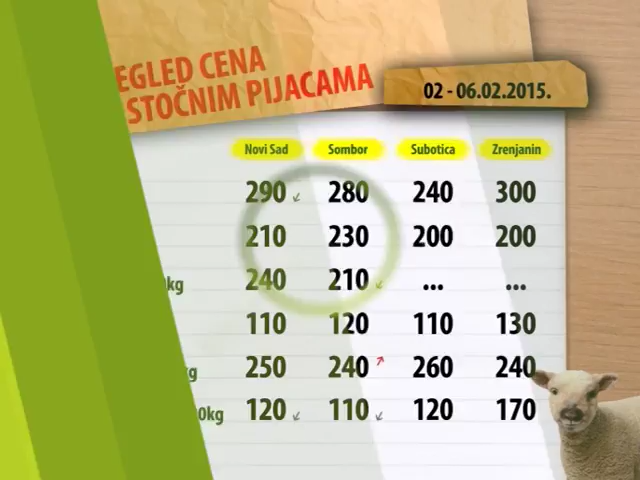 EGLED CENA
STOČNIM PIJACAMA
02 - 06.02.2015.
Novi Sad Sombor Subotica Zrenjanin
290 280 240 300
210 230 200 200
kg 240 210 ... ...
110 120 110 130
kg 250 240 260 240
0kg 120 110 120 170